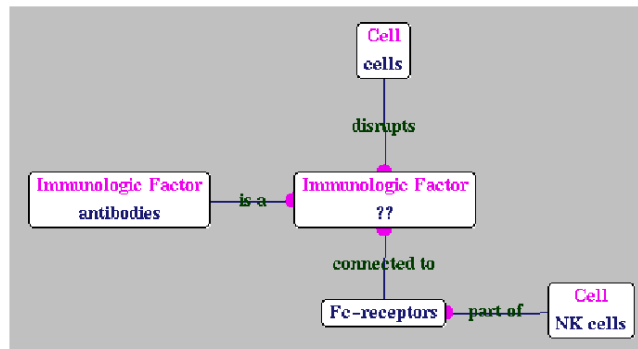 Cell
cells
disrupts
Immunologic Factor
antibodies
is a
Immunologic Factor
??
connected to
Fc-receptors
part of
Cell
NK cells